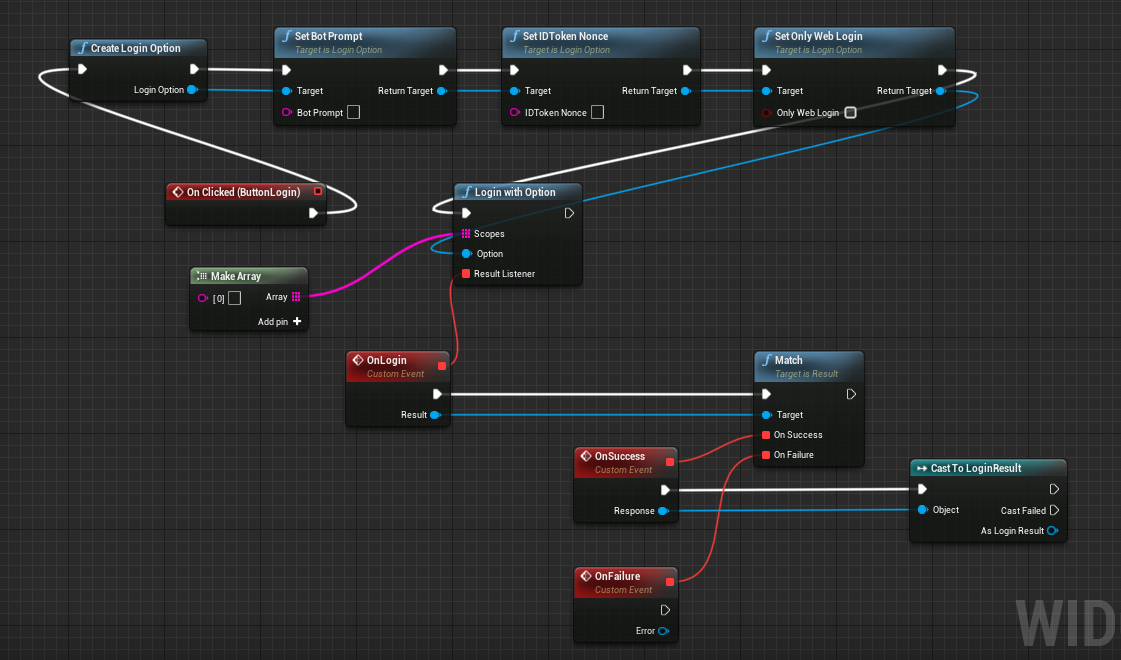 Create Login Option
Login Option
Set Bot Prompt
Target is Login Option
Target
Return Target
Bot Prompt
Set IDToken Nonce
Target is Login Option
Target
Return Target
IDToken Nonce
Set Only Web Login
Target is Login Option
Target
Return Target
Only Web Login
On Clicked (ButtonLogin)
Login with Option
Scopes
Option
Result Listener
Make Array
[0]
Array
Add pin +
OnLogin
Custom Event
Result
Match
Target is Result
Target
On Success
On Failure
OnSuccess
Custom Event
Response
Cast To LoginResult
Object
Cast Failed
As Login Result
OnFailure
Custom Event
Error
WID